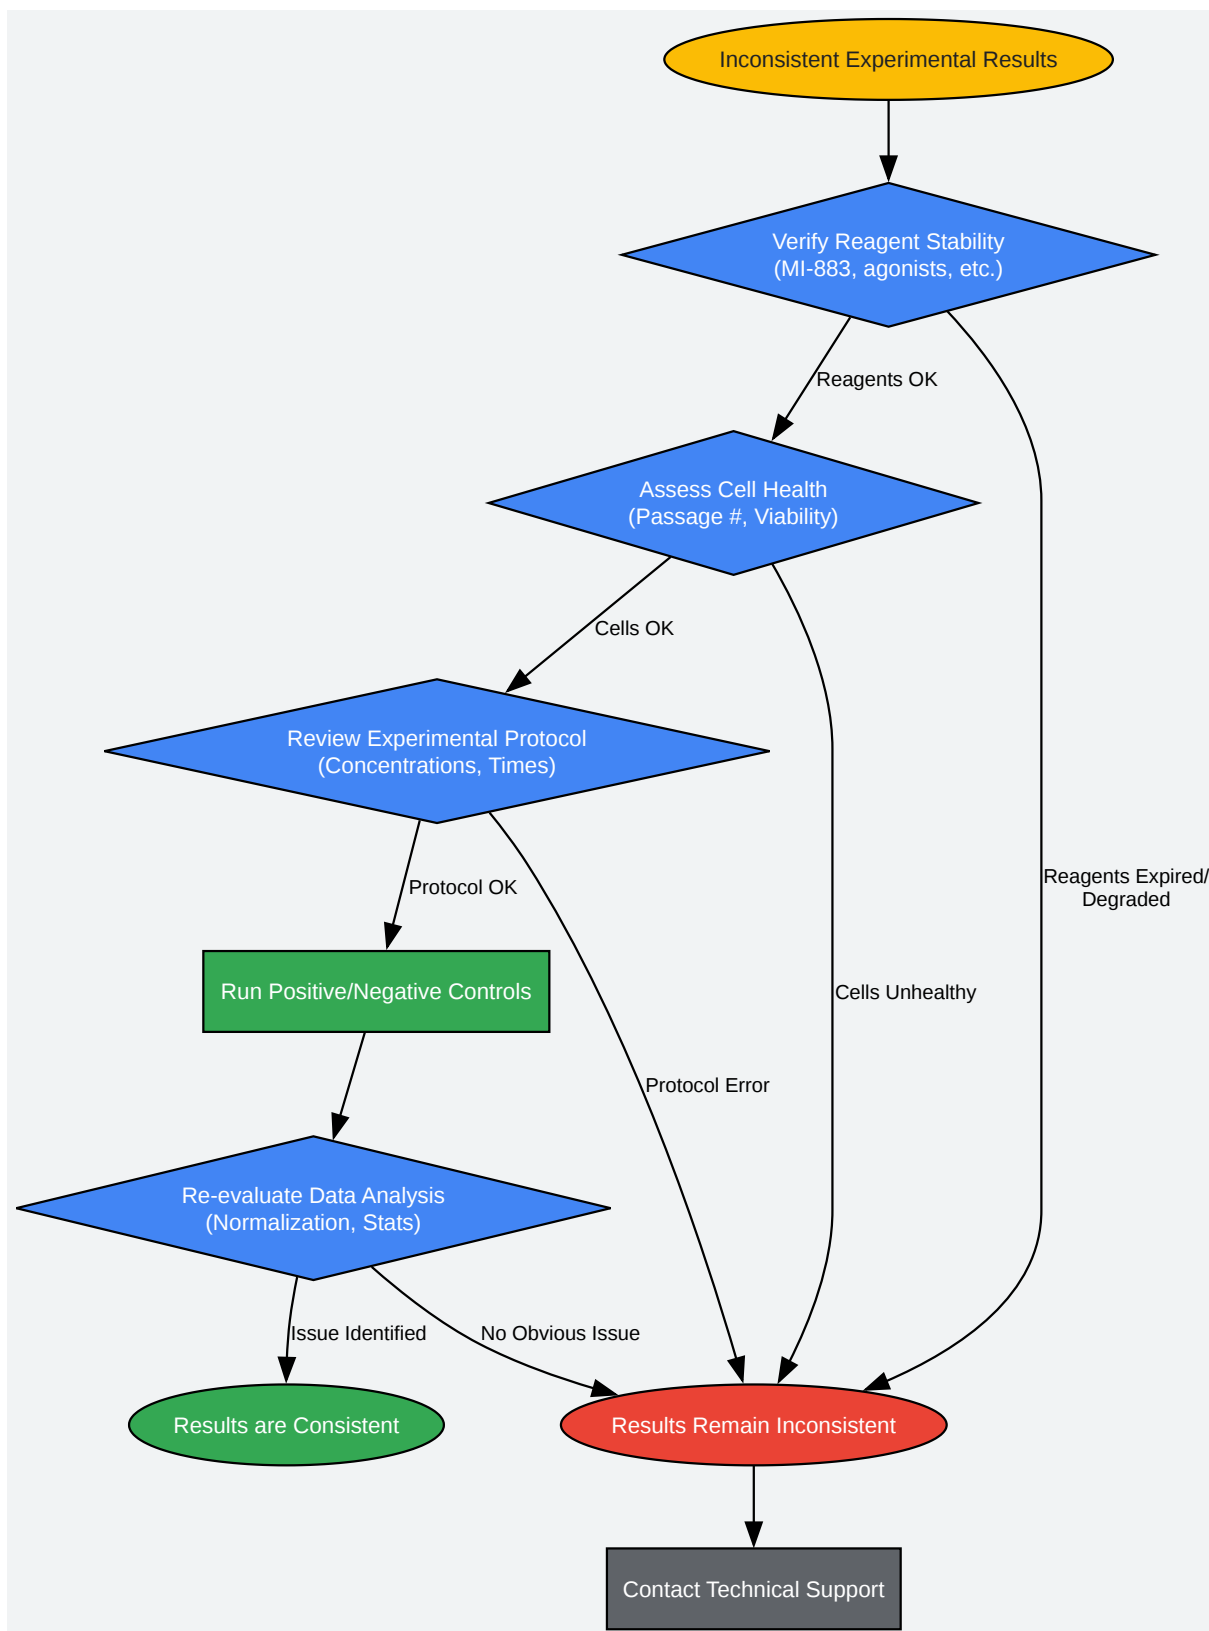 Inconsistent Experimental Results
Verify Reagent Stability
(MI-883, agonists, etc.)
Reagents OK
Assess Cell Health
(Passage #, Viability)
Cells OK
Review Experimental Protocol
(Concentrations, Times)
Protocol OK
Reagents Expired/
Degraded
Run Positive/Negative Controls
Cells Unhealthy
Protocol Error
Re-evaluate Data Analysis
(Normalization, Stats)
Issue Identified
No Obvious Issue
Results are Consistent
Results Remain Inconsistent
Contact Technical Support